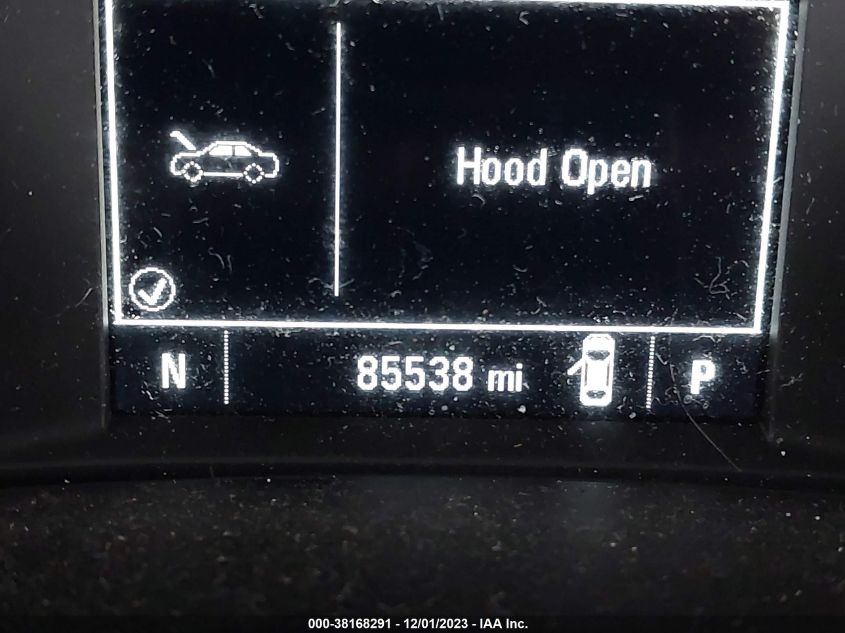 Hood Open
N 85538 mi P
000-38168291 - 12/01/2023 - IAA Inc.